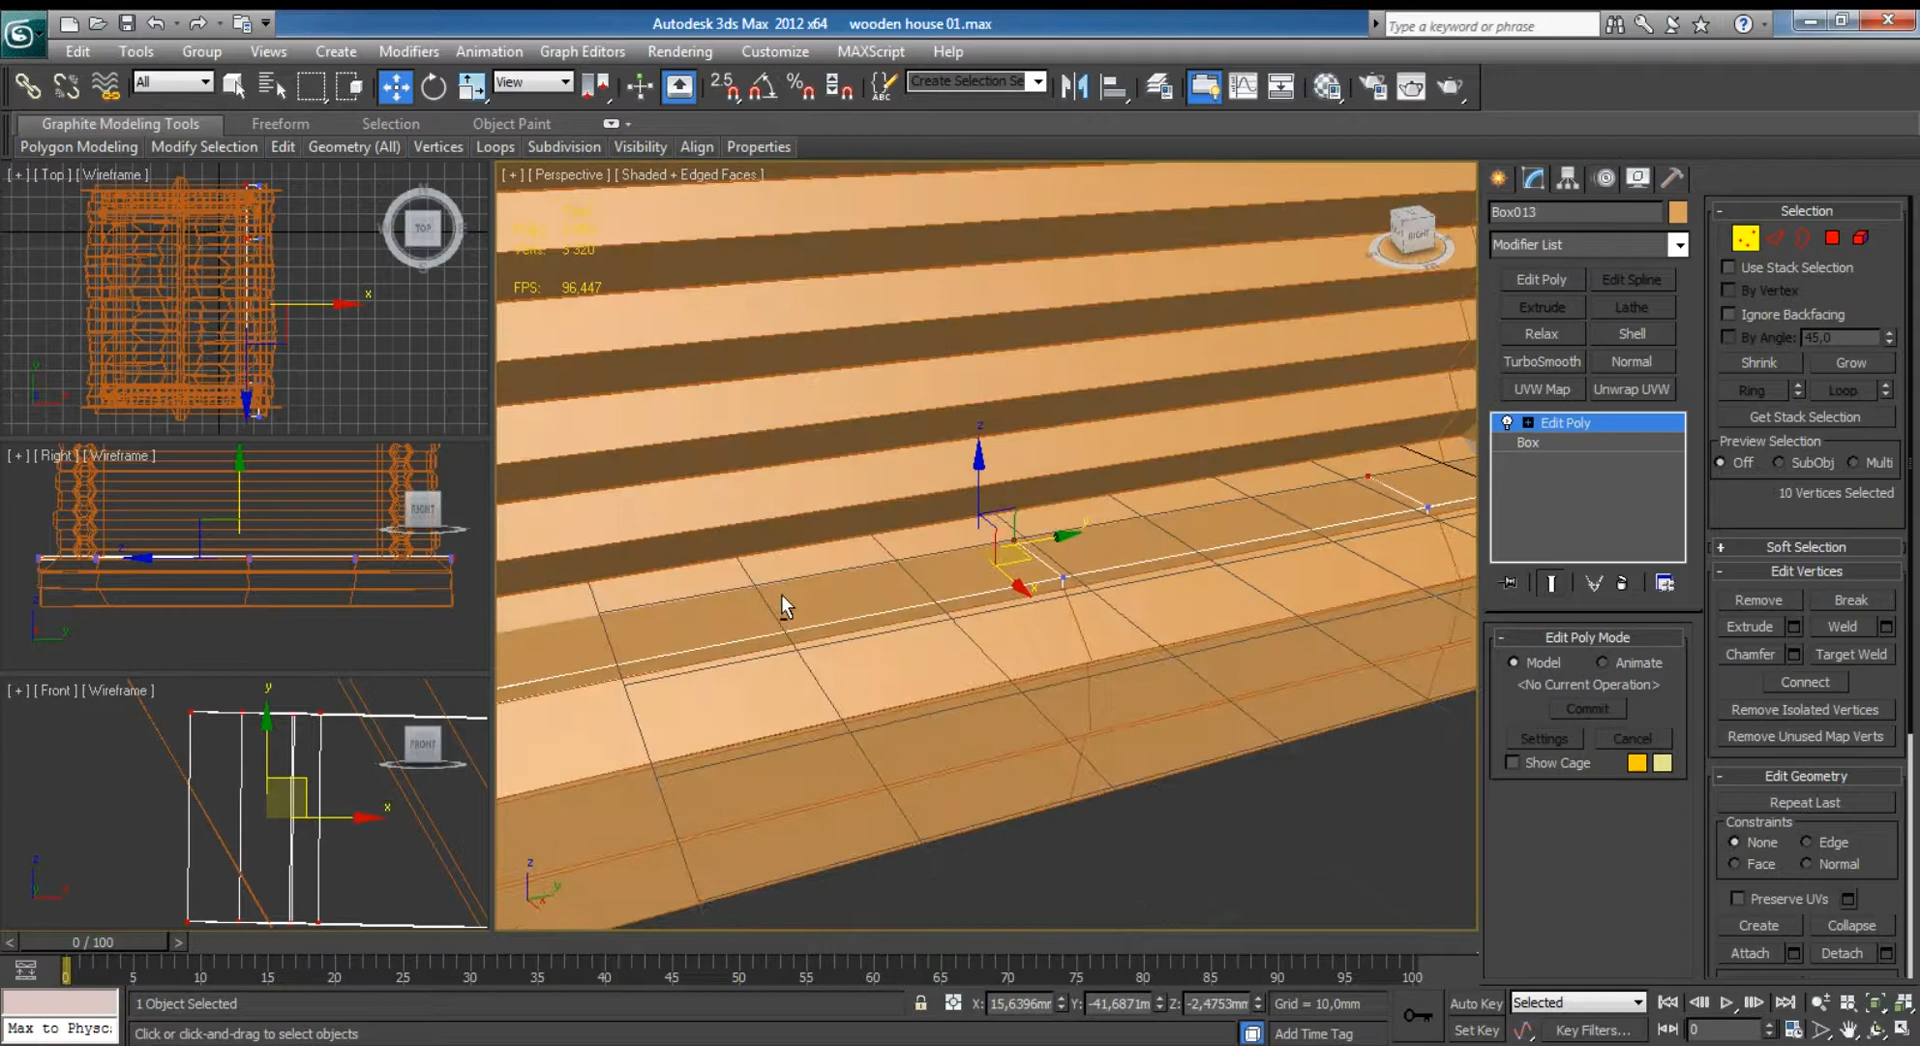 Autodesk 3ds Max 2012 x64 wooden house 01.max
Type a keyword or phrase
Edit Tools Group Views Create Modifiers Animation Graph Editors Rendering Customize MAXScript Help
All View 2.5 ABC Create Selection Se
Graphite Modeling Tools Freeform Selection Object Paint
Polygon Modeling Modify Selection Edit Geometry (All) Vertices Loops Subdivision Visibility Align Properties
[ + ] [ Top ] [ Wireframe ]
TOP
x
[ + ] [ Right ] [ Wireframe ]
RIGHT
[ + ] [ Front ] [ Wireframe ]
y
FRONT
x
[ + ] [ Perspective ] [ Shaded + Edged Faces ]
FPS: 96,447
RIGHT
z
Box013
Modifier List
Edit Poly Edit Spline
Extrude Lathe
Relax Shell
TurboSmooth Normal
UVW Map Unwrap UVW
Edit Poly
Box
Edit Poly Mode
Model Animate
<No Current Operation>
Commit
Settings Cancel
Show Cage
Selection
Use Stack Selection
By Vertex
Ignore Backfacing
By Angle: 45,0
Shrink Grow
Ring Loop
Get Stack Selection
Preview Selection
Off SubObj Multi
10 Vertices Selected
Soft Selection
Edit Vertices
Remove Break
Extrude Weld
Chamfer Target Weld
Connect
Remove Isolated Vertices
Remove Unused Map Verts
Edit Geometry
Repeat Last
Constraints
None Edge
Face Normal
Preserve UVs
Create Collapse
Attach Detach
< 0 / 100 >
0 5 10 15 20 25 30 35 40 45 50 55 60 65 70 75 80 85 90 95 100
Max to Physc:
1 Object Selected
X: 15,6396mr Y: -41,6871m Z: -2,4753mm Grid = 10,0mm
Auto Key Selected
Click or click-and-drag to select objects
Add Time Tag
Set Key Key Filters... 0